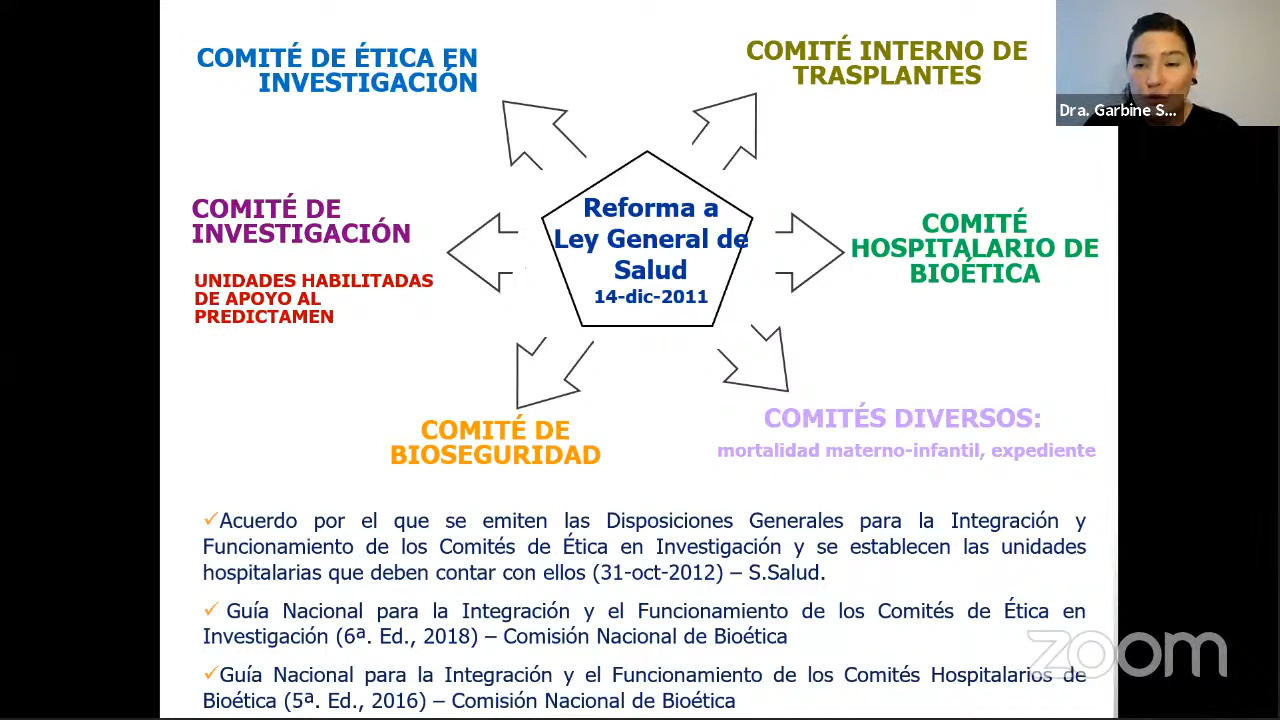 COMITÉ DE ÉTICA EN
INVESTIGACIÓN
COMITÉ INTERNO DE
TRASPLANTES
Dra. Garbine S...
COMITÉ DE
INVESTIGACIÓN
UNIDADES HABILITADAS
DE APOYO AL
PREDICTAMEN
Reforma a
Ley General de
Salud
14-dic-2011
COMITÉ
HOSPITALARIO DE
BIOÉTICA
COMITÉ DE
BIOSEGURIDAD
COMITÉS DIVERSOS:
mortalidad materno-infantil, expediente
✓Acuerdo por el que se emiten las Disposiciones Generales para la Integración y
Funcionamiento de los Comités de Ética en Investigación y se establecen las unidades
hospitalarias que deben contar con ellos (31-oct-2012) – S.Salud.
✓ Guía Nacional para la Integración y el Funcionamiento de los Comités de Ética en
Investigación (6ª. Ed., 2018) – Comisión Nacional de Bioética
✓Guía Nacional para la Integración y el Funcionamiento de los Comités Hospitalarios de
Bioética (5ª. Ed., 2016) – Comisión Nacional de Bioética
zoom